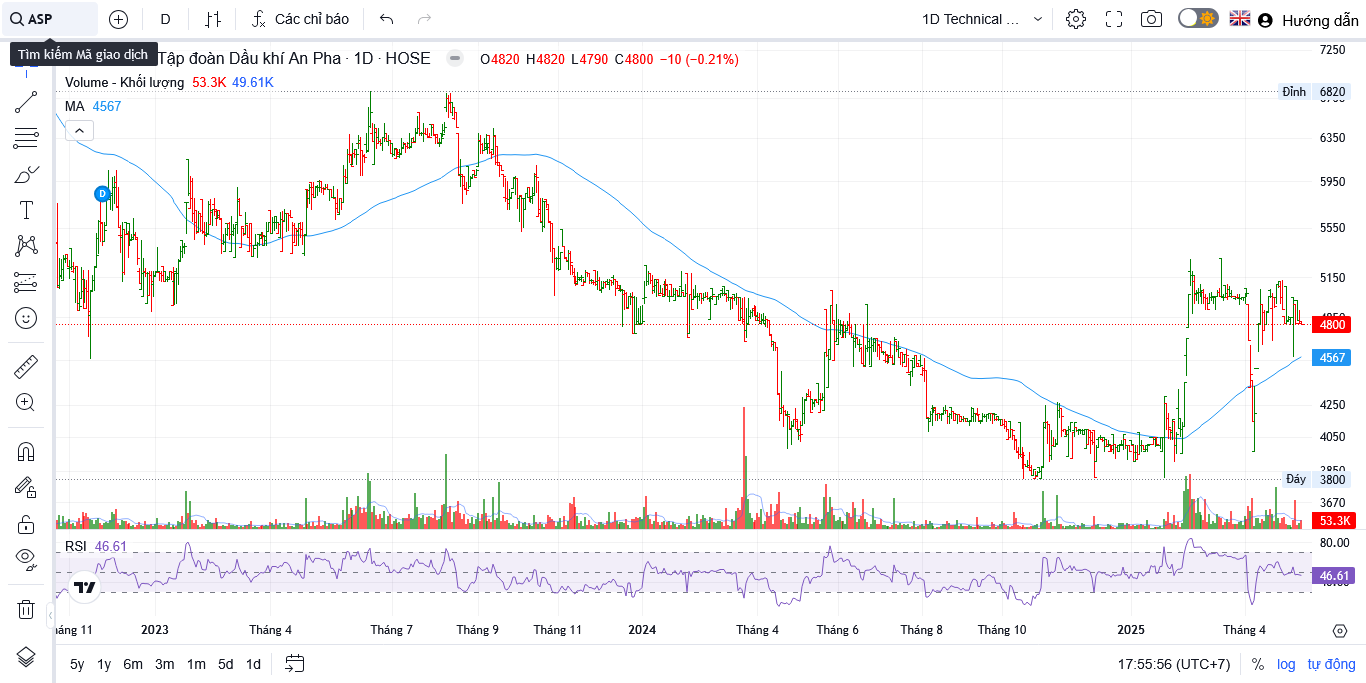 ASP
D
Các chỉ báo
1D Technical ...
Hướng dẫn
Tìm kiếm Mã giao dịch
Tập đoàn Dầu khí An Pha · 1D · HOSE
O4820 H4820 L4790 C4800 −10 (−0.21%)
Volume - Khối lượng 53.3K 49.61K
MA 4567
D
7250
Đỉnh 6820
6350
5950
5550
5150
4800
4567
4250
4050
3850
Đáy 3800
3670
53.3K
RSI 46.61
80.00
46.61
áng 11 2023 Tháng 4 Tháng 7 Tháng 9 Tháng 11 2024 Tháng 4 Tháng 6 Tháng 8 Tháng 10 2025 Tháng 4
5y 1y 6m 3m 1m 5d 1d
17:55:56 (UTC+7) % log tự động